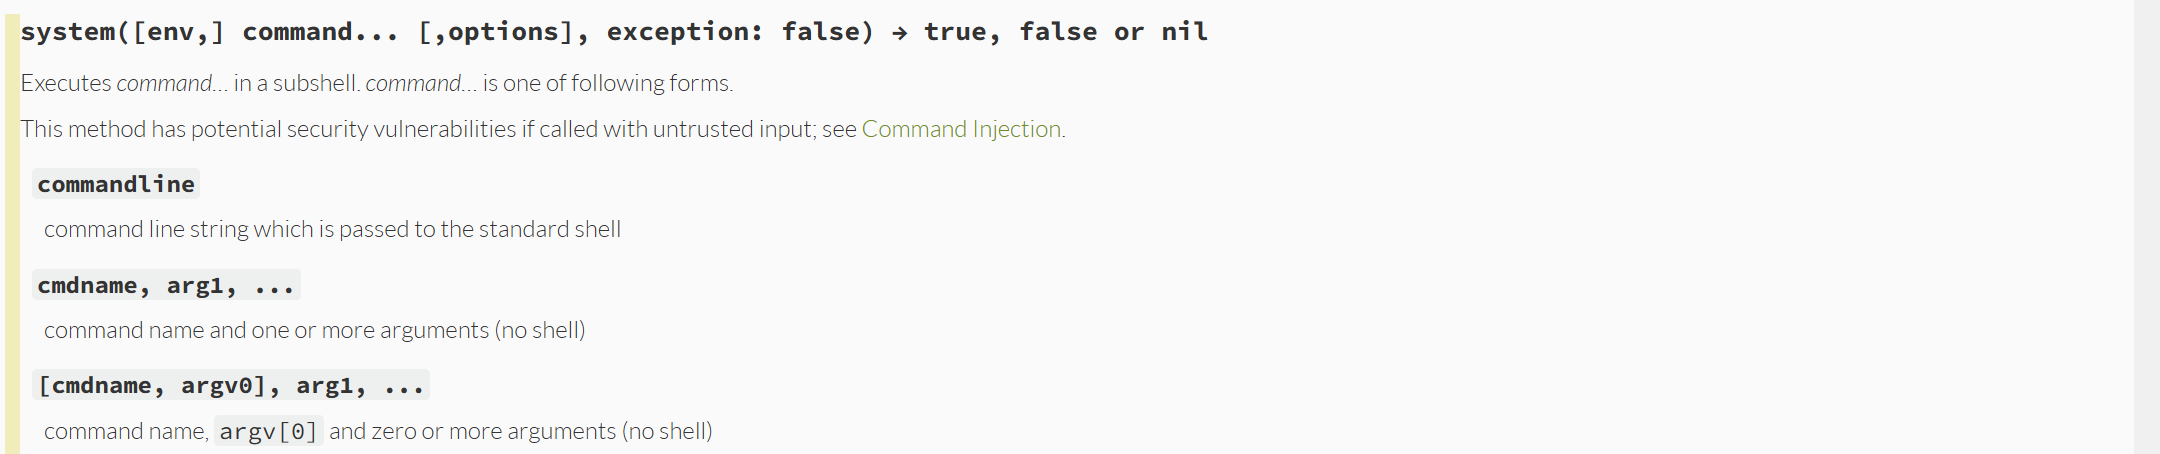 system([env,] command... [,options], exception: false) → true, false or nil
Executes command... in a subshell. command... is one of following forms.
This method has potential security vulnerabilities if called with untrusted input; see Command Injection.
commandline
command line string which is passed to the standard shell
cmdname, arg1, ...
command name and one or more arguments (no shell)
[cmdname, argv0], arg1, ...
command name, argv[0] and zero or more arguments (no shell)